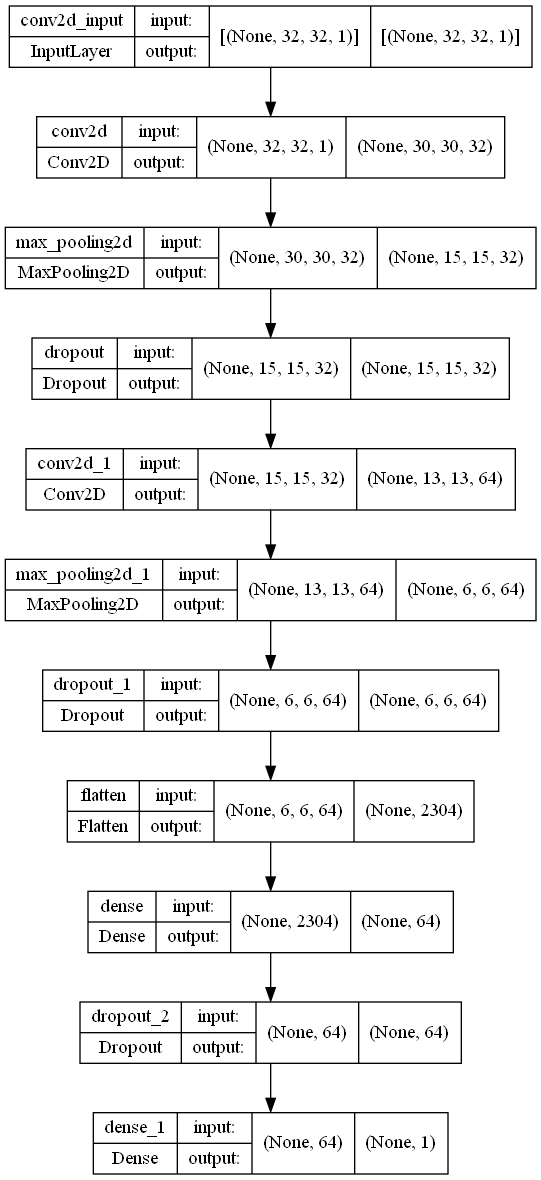 conv2d_input input: [(None, 32, 32, 1)] [(None, 32, 32, 1)]
InputLayer output:
conv2d input: (None, 32, 32, 1) (None, 30, 30, 32)
Conv2D output:
max_pooling2d input: (None, 30, 30, 32) (None, 15, 15, 32)
MaxPooling2D output:
dropout input: (None, 15, 15, 32) (None, 15, 15, 32)
Dropout output:
conv2d_1 input: (None, 15, 15, 32) (None, 13, 13, 64)
Conv2D output:
max_pooling2d_1 input: (None, 13, 13, 64) (None, 6, 6, 64)
MaxPooling2D output:
dropout_1 input: (None, 6, 6, 64) (None, 6, 6, 64)
Dropout output:
flatten input: (None, 6, 6, 64) (None, 2304)
Flatten output:
dense input: (None, 2304) (None, 64)
Dense output:
dropout_2 input: (None, 64) (None, 64)
Dropout output:
dense_1 input: (None, 64) (None, 1)
Dense output: